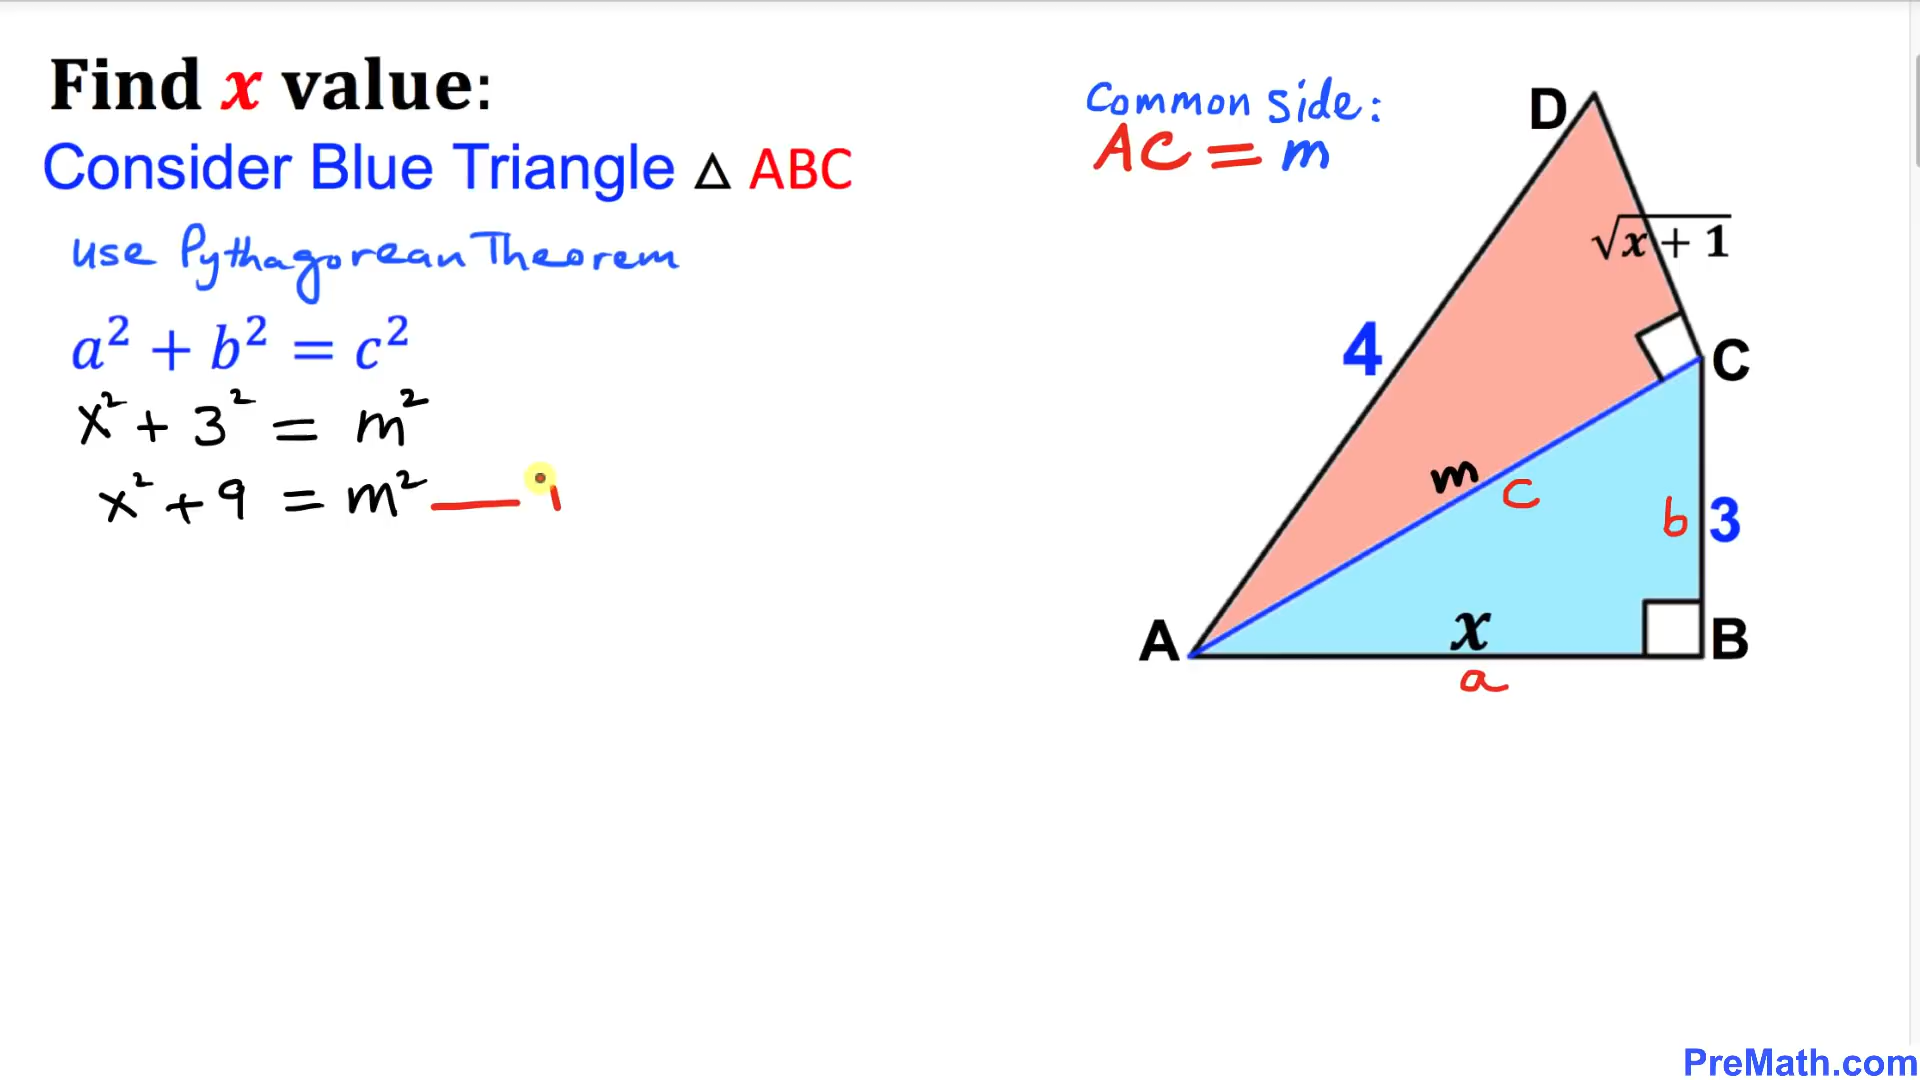 Find x value:
Consider Blue Triangle △ ABC
use Pythagorean Theorem
a² + b² = c²
x² + 3² = m²
x² + 9 = m² —
Common side:
AC = m
D
√x + 1
4
C
m
c
b
3
A
x
B
a
PreMath.com